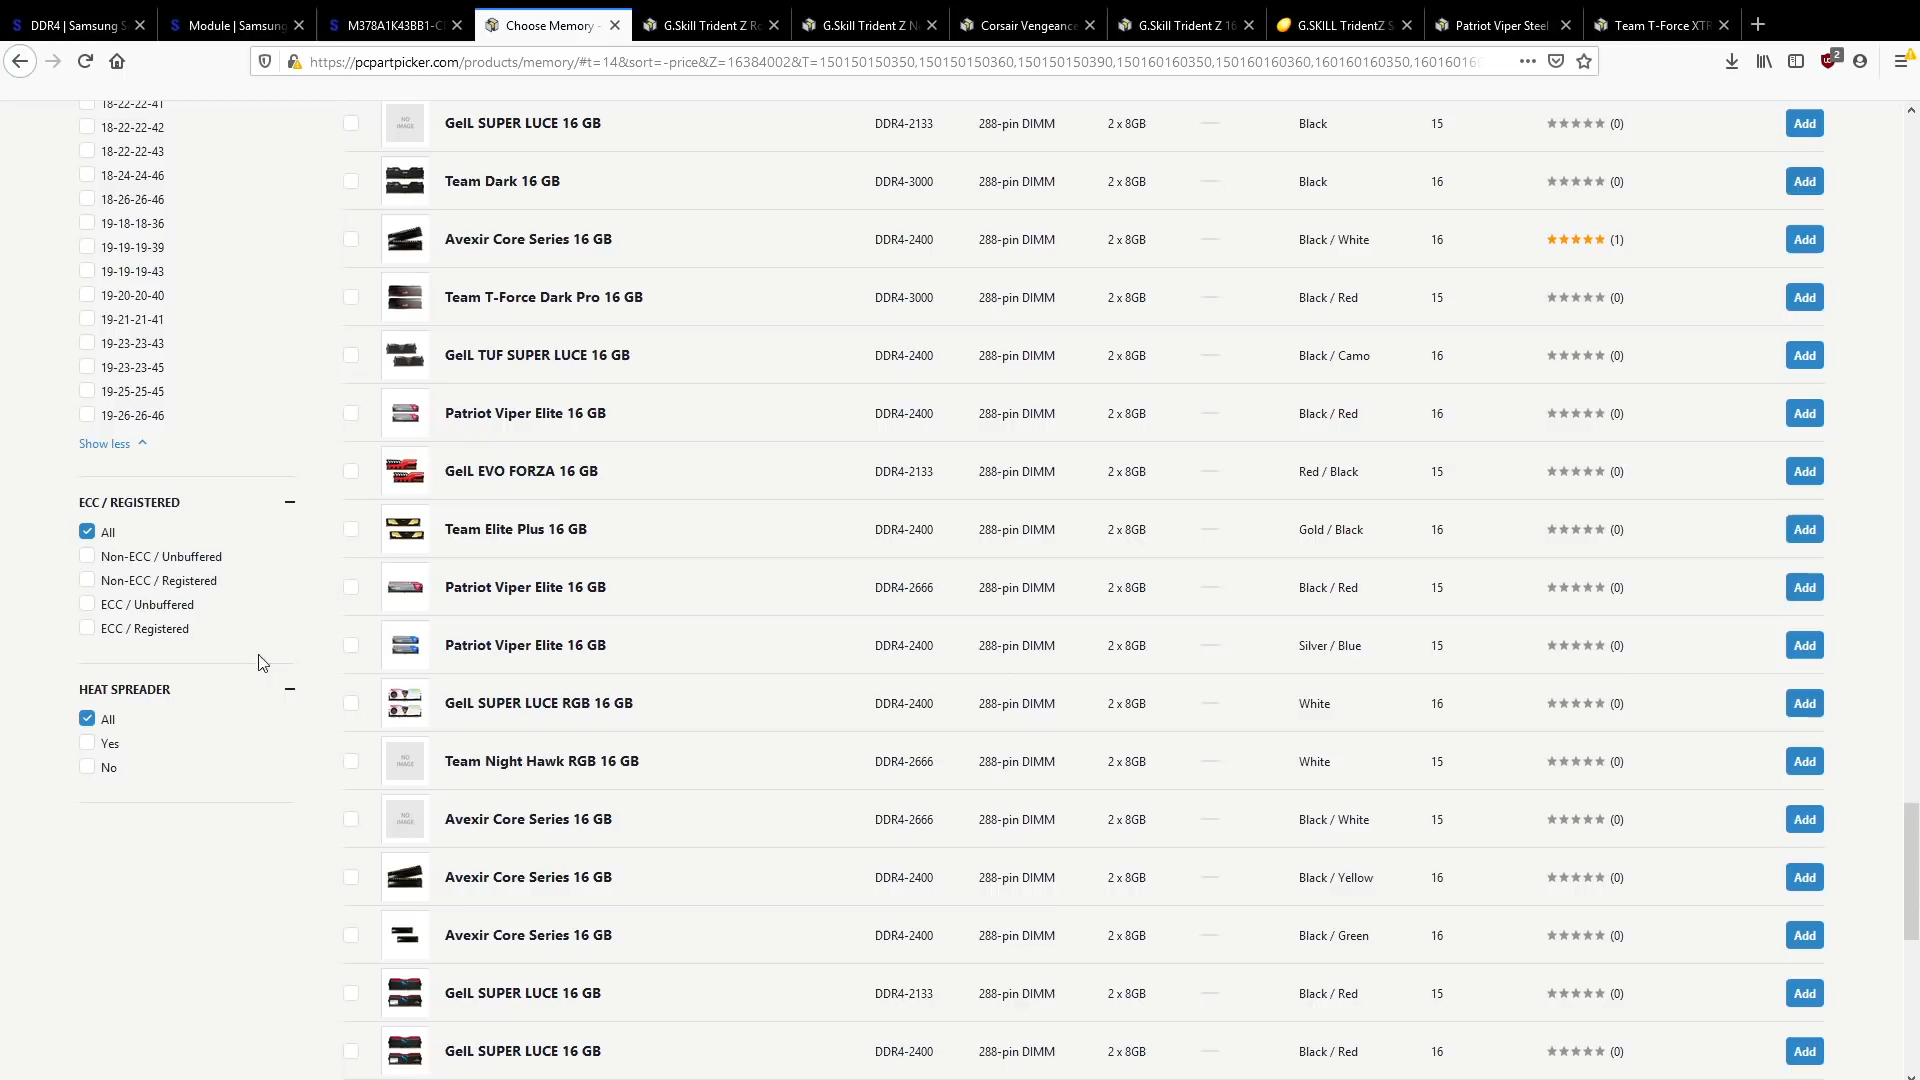 DDR4 | Samsung S
Module | Samsung
M378A1K43BB1-C
Choose Memory -
G.Skill Trident Z Ro
G.Skill Trident Z N
Corsair Vengeance
G.Skill Trident Z 16
G.SKILL TridentZ S
Patriot Viper Steel
Team T-Force XTR
https://pcpartpicker.com/products/memory/#t=14&sort=-price&Z=16384002&T=150150150350,150150150360,150150150390,150160160350,150160160360,160160160350,16016016
2
18-22-22-41
18-22-22-42
18-22-22-43
18-24-24-46
18-26-26-46
19-18-18-36
19-19-19-39
19-19-19-43
19-20-20-40
19-21-21-41
19-23-23-43
19-23-23-45
19-25-25-45
19-26-26-46
Show less
ECC / REGISTERED
All
Non-ECC / Unbuffered
Non-ECC / Registered
ECC / Unbuffered
ECC / Registered
HEAT SPREADER
All
Yes
No
NO IMAGE GeIL SUPER LUCE 16 GB DDR4-2133 288-pin DIMM 2 x 8GB Black 15 (0) Add
Team Dark 16 GB DDR4-3000 288-pin DIMM 2 x 8GB Black 16 (0) Add
Avexir Core Series 16 GB DDR4-2400 288-pin DIMM 2 x 8GB Black / White 16 (1) Add
Team T-Force Dark Pro 16 GB DDR4-3000 288-pin DIMM 2 x 8GB Black / Red 15 (0) Add
GeIL TUF SUPER LUCE 16 GB DDR4-2400 288-pin DIMM 2 x 8GB Black / Camo 16 (0) Add
Patriot Viper Elite 16 GB DDR4-2400 288-pin DIMM 2 x 8GB Black / Red 16 (0) Add
GeIL EVO FORZA 16 GB DDR4-2133 288-pin DIMM 2 x 8GB Red / Black 15 (0) Add
Team Elite Plus 16 GB DDR4-2400 288-pin DIMM 2 x 8GB Gold / Black 16 (0) Add
Patriot Viper Elite 16 GB DDR4-2666 288-pin DIMM 2 x 8GB Black / Red 15 (0) Add
Patriot Viper Elite 16 GB DDR4-2400 288-pin DIMM 2 x 8GB Silver / Blue 15 (0) Add
GeIL SUPER LUCE RGB 16 GB DDR4-2400 288-pin DIMM 2 x 8GB White 16 (0) Add
NO IMAGE Team Night Hawk RGB 16 GB DDR4-2666 288-pin DIMM 2 x 8GB White 15 (0) Add
NO IMAGE Avexir Core Series 16 GB DDR4-2666 288-pin DIMM 2 x 8GB Black / White 15 (0) Add
Avexir Core Series 16 GB DDR4-2400 288-pin DIMM 2 x 8GB Black / Yellow 16 (0) Add
Avexir Core Series 16 GB DDR4-2400 288-pin DIMM 2 x 8GB Black / Green 16 (0) Add
GeIL SUPER LUCE 16 GB DDR4-2133 288-pin DIMM 2 x 8GB Black / Red 15 (0) Add
GeIL SUPER LUCE 16 GB DDR4-2400 288-pin DIMM 2 x 8GB Black / Red 16 (0) Add